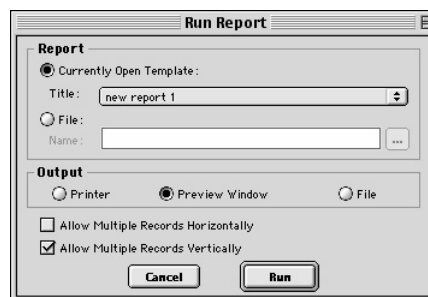 Run Report
Report
Currently Open Template:
Title: new report 1
File:
Name: ...
Output
Printer Preview Window File
Allow Multiple Records Horizontally
Allow Multiple Records Vertically
Cancel Run